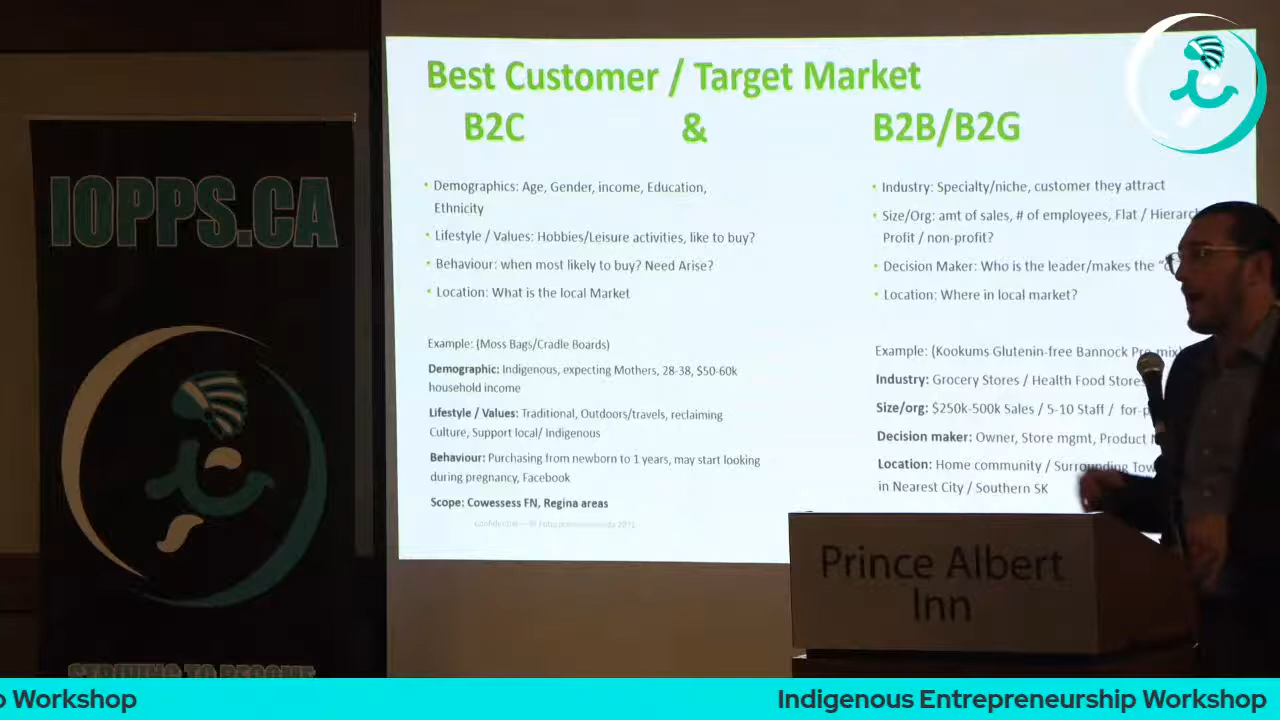 IOPPS.CA
STRIVING TO BECOME
Best Customer / Target Market
B2C & B2B/B2G
• Demographics: Age, Gender, income, Education,
Ethnicity
• Lifestyle / Values: Hobbies/Leisure activities, like to buy?
• Behaviour: when most likely to buy? Need Arise?
• Location: What is the local Market
Example: (Moss Bags/Cradle Boards)
Demographic: Indigenous, expecting Mothers, 28-38, $50-60k
household income
Lifestyle / Values: Traditional, Outdoors/travels, reclaiming
Culture, Support local/ Indigenous
Behaviour: Purchasing from newborn to 1 years, may start looking
during pregnancy, Facebook
Scope: Cowessess FN, Regina areas
• Industry: Specialty/niche, customer they attract
• Size/Org: amt of sales, # of employees, Flat /
Profit / non-profit?
• Decision Maker: Who is the leader/makes the
• Location: Where in local market?
Example: (Kookums Glutenin-free Bannock Pre-mix)
Industry: Grocery Stores / Health Food Stores
Size/org: $250k-500k Sales / 5-10 Staff /
Decision maker: Owner, Store mgmt, Product
Location: Home community / Surrounding
in Nearest City / Southern SK
Prince Albert
Inn
Workshop
Indigenous Entrepreneurship Workshop